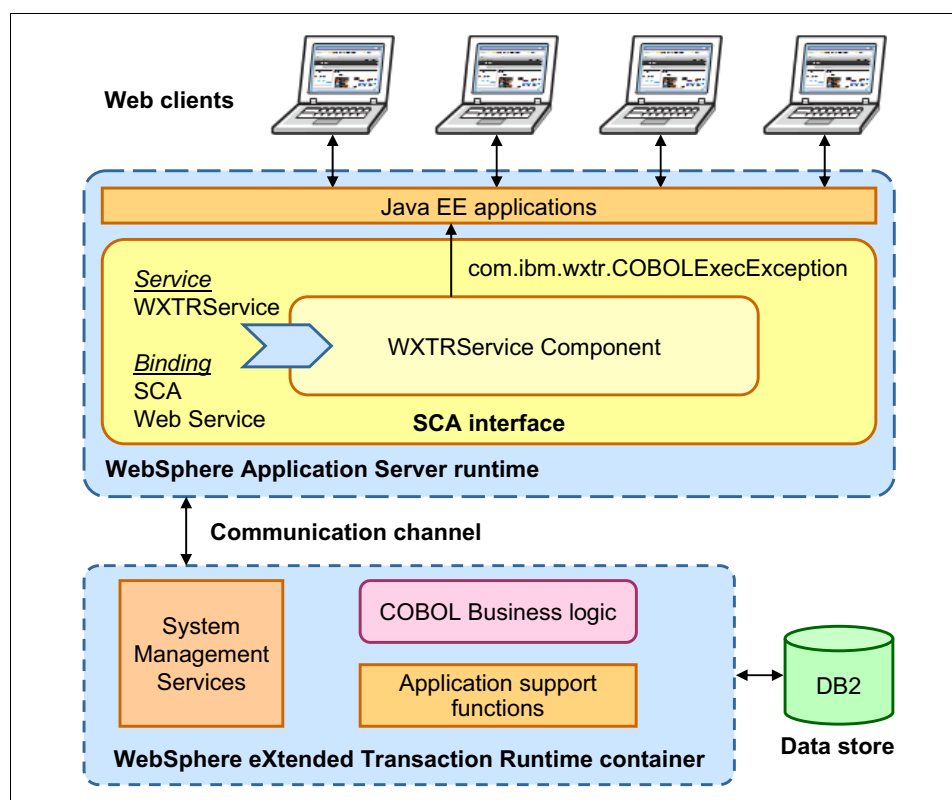 Web clients
Java EE applications
com.ibm.wxtr.COBOLExecException
Service
WXTRService
Binding
SCA
Web Service
WXTRService Component
SCA interface
WebSphere Application Server runtime
Communication channel
System
Management
Services
COBOL Business logic
Application support
functions
WebSphere eXtended Transaction Runtime container
DB2
Data store